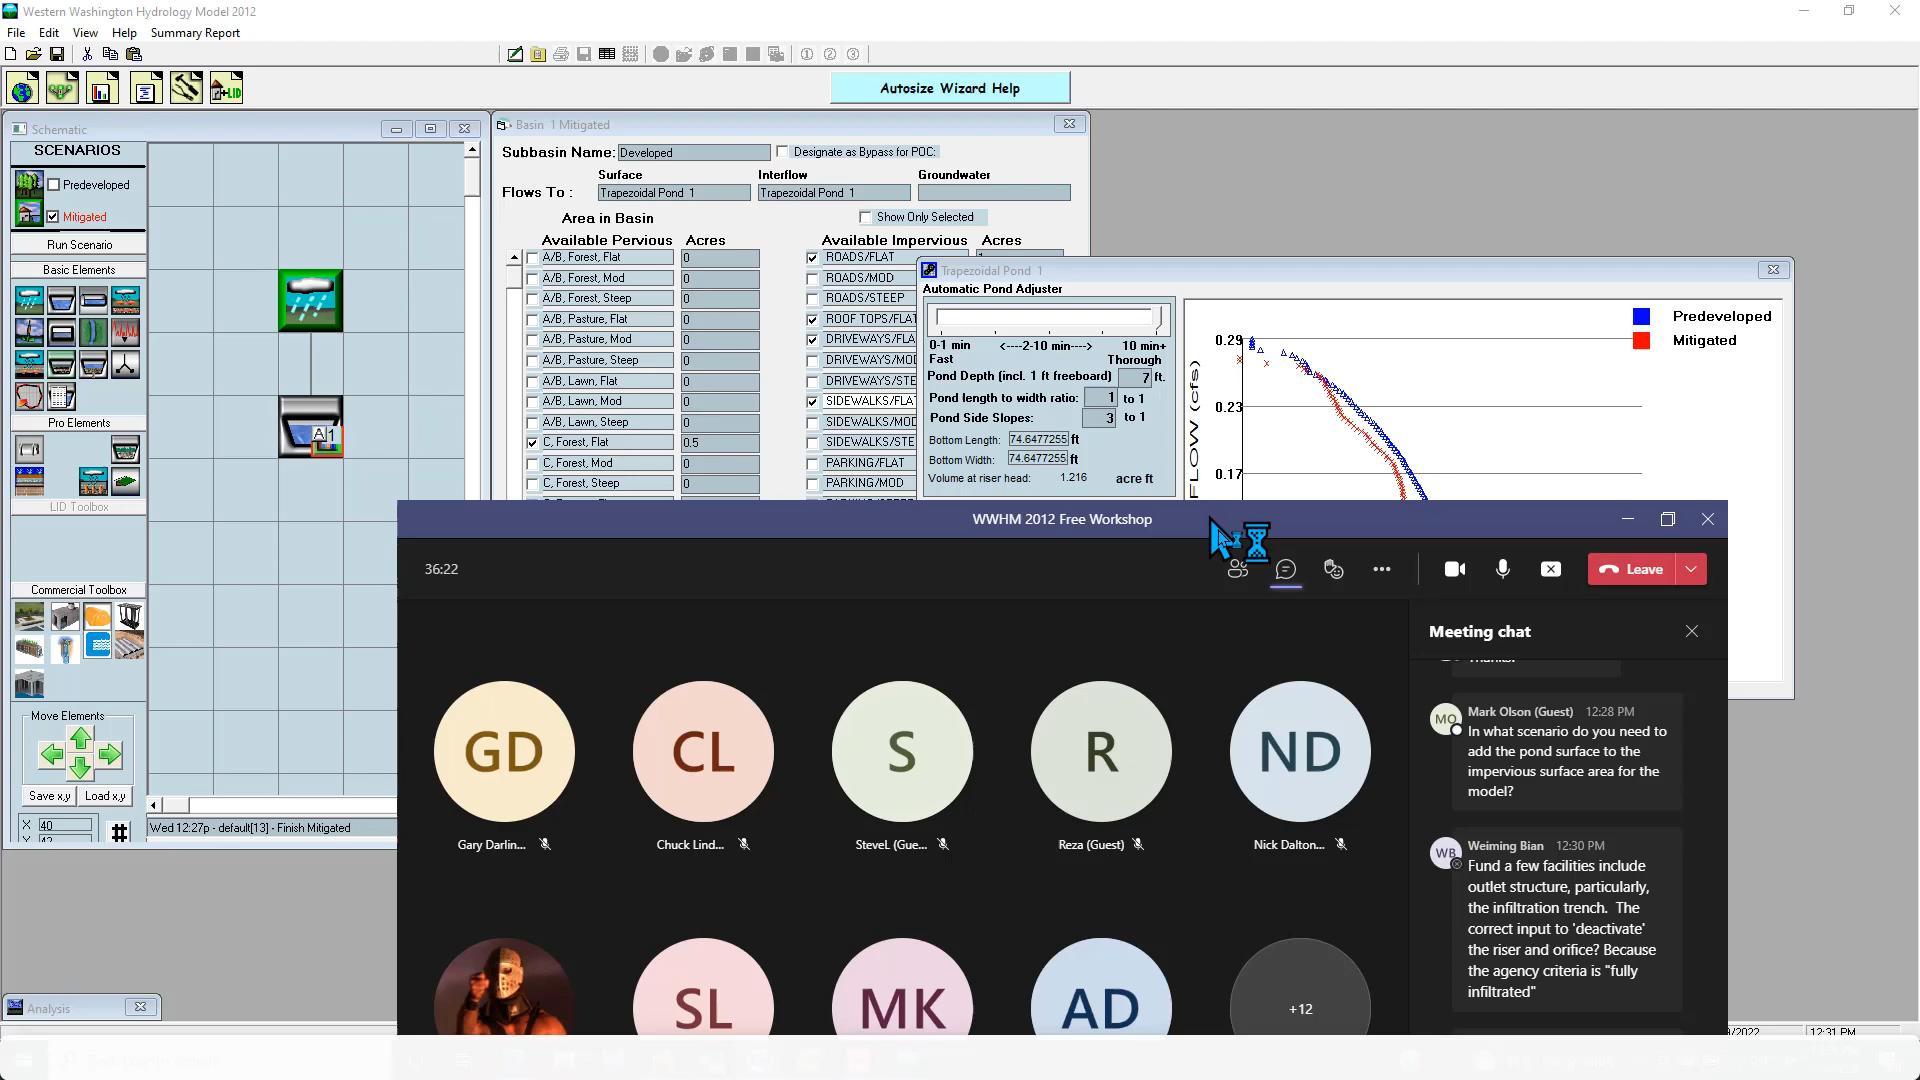 Western Washington Hydrology Model 2012
File Edit View Help Summary Report
Autosize Wizard Help
Schematic
SCENARIOS
Predeveloped
Mitigated
Run Scenario
Basic Elements
Pro Elements
LID Toolbox
Commercial Toolbox
Move Elements
Save x,y Load x,y
X 40
Wed 12:27p - default[13] - Finish Mitigated
A1
+LID
Basin 1 Mitigated
Subbasin Name: Developed Designate as Bypass for POC:
Surface Interflow Groundwater
Flows To : Trapezoidal Pond 1 Trapezoidal Pond 1
Area in Basin Show Only Selected
Available Pervious Acres Available Impervious Acres
A/B, Forest, Flat 0 ROADS/FLAT
A/B, Forest, Mod 0 ROADS/MOD
A/B, Forest, Steep 0 ROADS/STEEP
A/B, Pasture, Flat 0 ROOF TOPS/FLAT
A/B, Pasture, Mod 0 DRIVEWAYS/FLA
A/B, Pasture, Steep 0 DRIVEWAYS/MOD
A/B, Lawn, Flat 0 DRIVEWAYS/STE
A/B, Lawn, Mod 0 SIDEWALKS/FLAT
A/B, Lawn, Steep 0 SIDEWALKS/MOD
C, Forest, Flat 0.5 SIDEWALKS/STE
C, Forest, Mod 0 PARKING/FLAT
C, Forest, Steep 0 PARKING/MOD
Trapezoidal Pond 1
Automatic Pond Adjuster
0-1 min <----2-10 min----> 10 min+
Fast Thorough
Pond Depth (incl. 1 ft freeboard) 7 ft.
Pond length to width ratio: 1 to 1
Pond Side Slopes: 3 to 1
Bottom Length: 74.6477255 ft
Bottom Width: 74.6477255 ft
Volume at riser head: 1.216 acre ft
FLOW (cfs)
0.29
0.23
0.17
Predeveloped
Mitigated
WWHM 2012 Free Workshop
36:22
Leave
GD
CL
S
R
ND
Gary Darlin...
Chuck Lind...
SteveL (Gue...
Reza (Guest)
Nick Dalton...
SL
MK
AD
+12
Meeting chat
MO
Mark Olson (Guest) 12:28 PM
In what scenario do you need to
add the pond surface to the
impervious surface area for the
model?
WB
Weiming Bian 12:30 PM
Fund a few facilities include
outlet structure, particularly,
the infiltration trench. The
correct input to 'deactivate'
the riser and orifice? Because
the agency criteria is "fully
infiltrated"
Analysis
/2022 12:31 PM